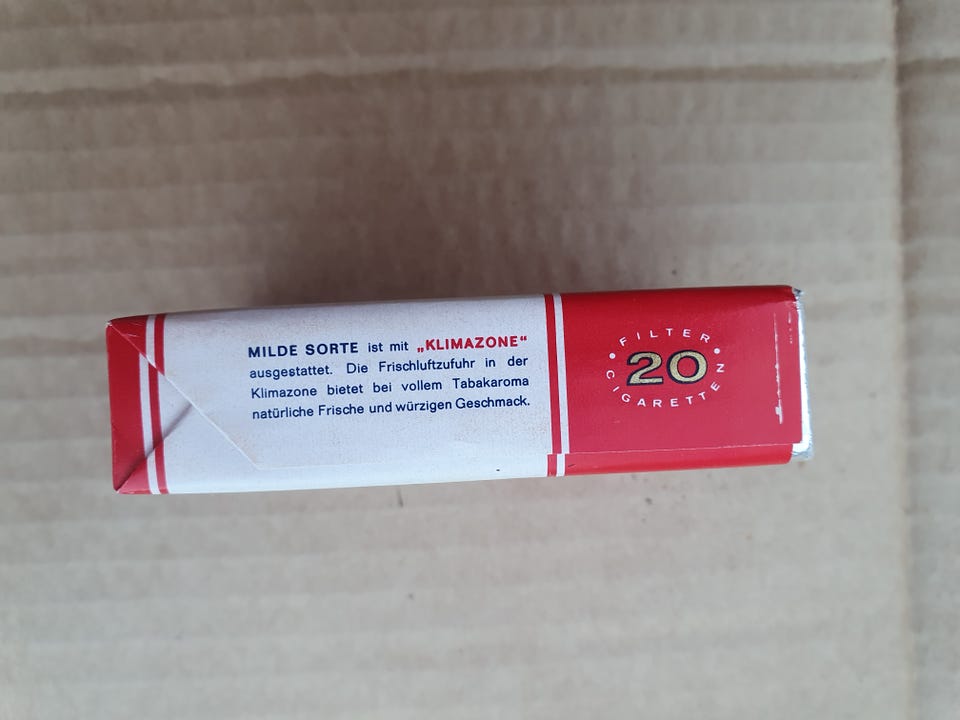 MILDE SORTE ist mit „KLIMAZONE“
ausgestattet. Die Frischluftzufuhr in der
Klimazone bietet bei vollem Tabakaroma
natürliche Frische und würzigen Geschmack.
FILTER
20
CIGARETTEN